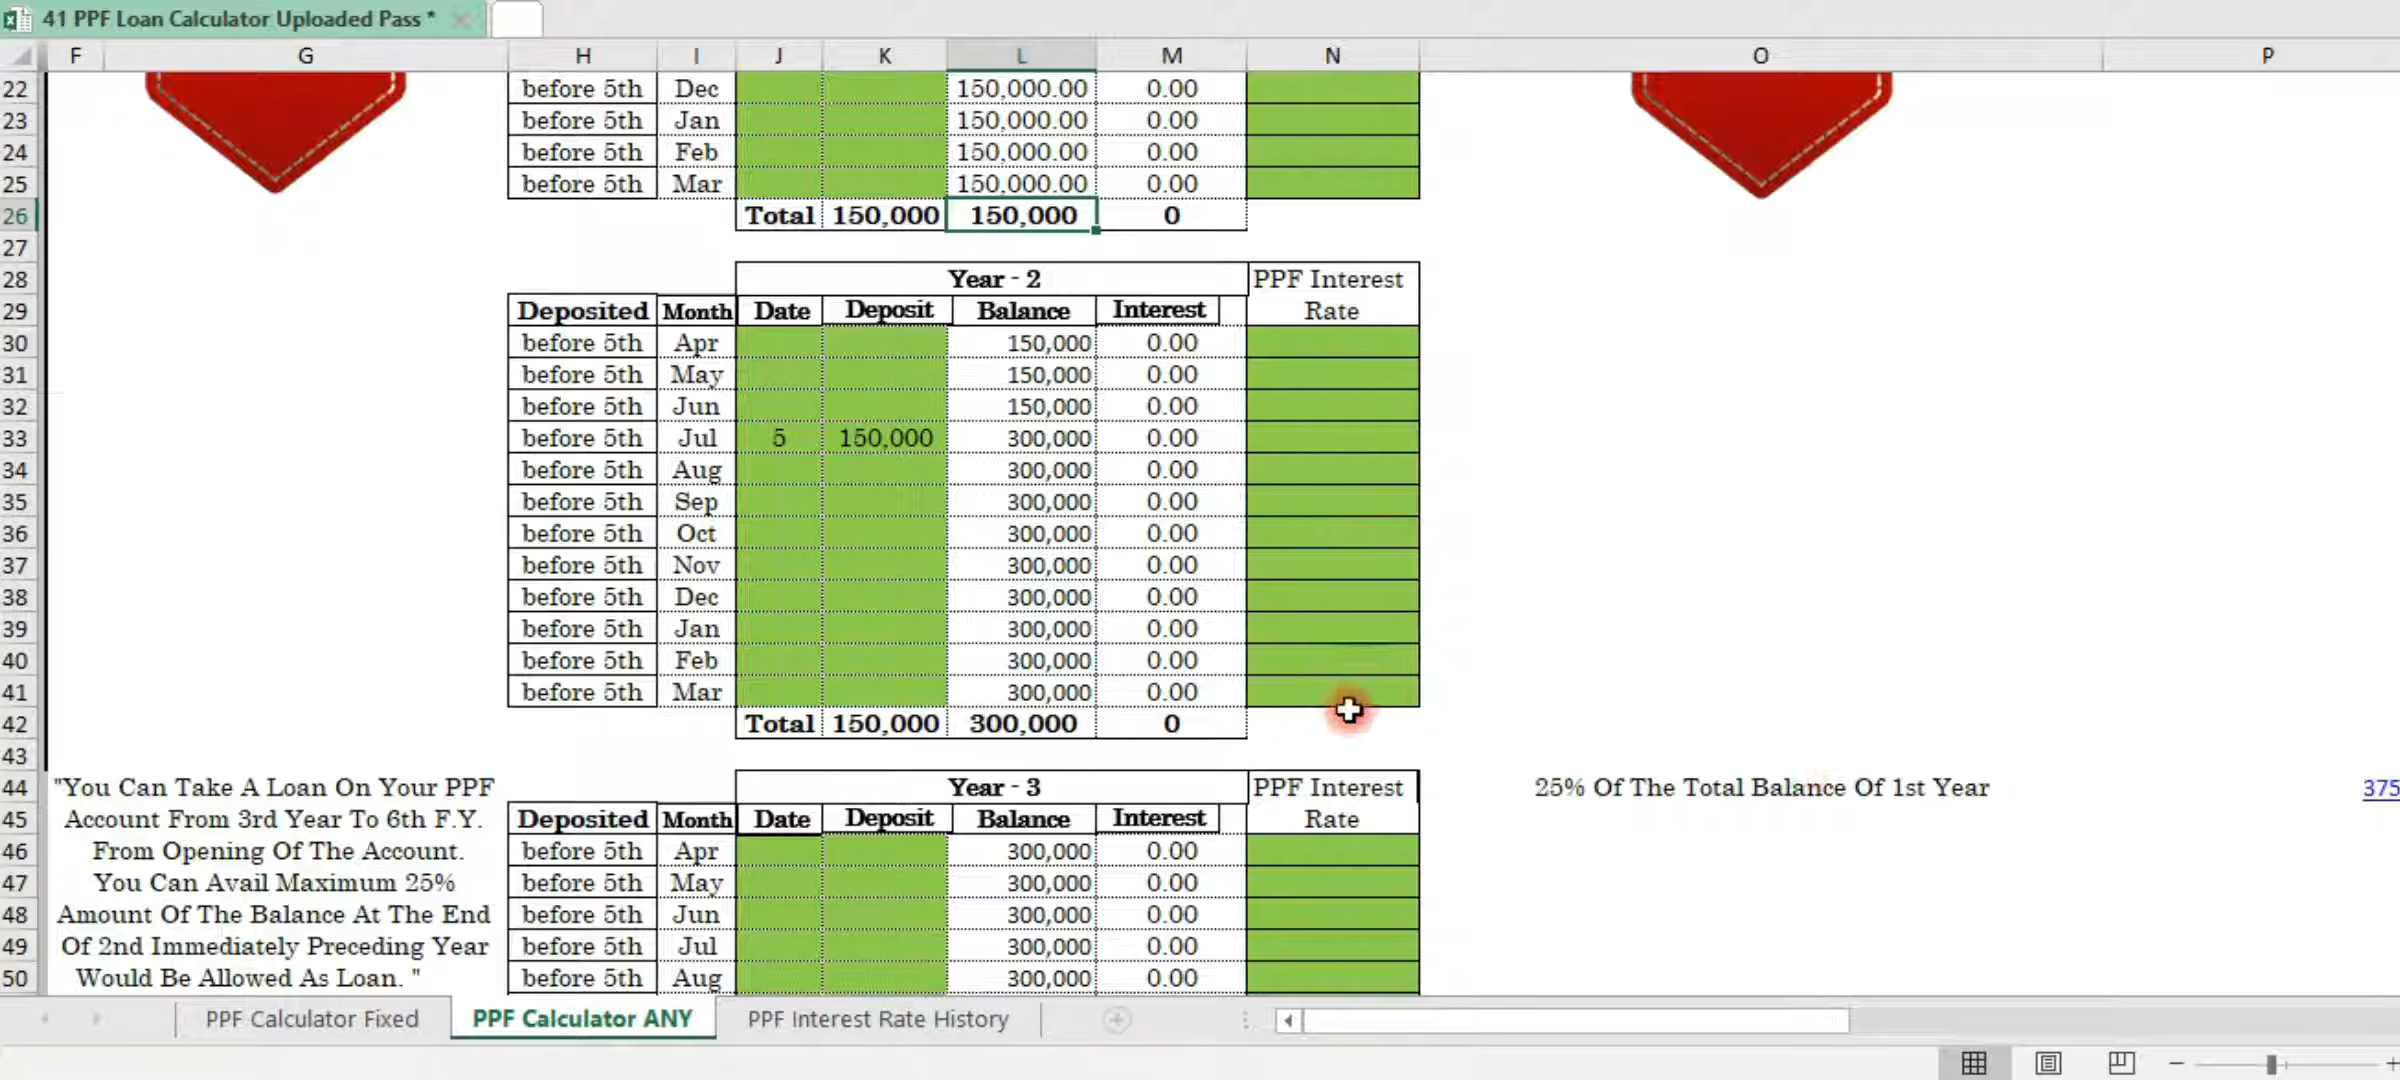 41 PPF Loan Calculator Uploaded Pass *
F G H I J K L M N O P
22 before 5th Dec 150,000.00 0.00
23 before 5th Jan 150,000.00 0.00
24 before 5th Feb 150,000.00 0.00
25 before 5th Mar 150,000.00 0.00
26 Total 150,000 150,000 0
27
28 Year - 2 PPF Interest
29 Deposited Month Date Deposit Balance Interest Rate
30 before 5th Apr 150,000 0.00
31 before 5th May 150,000 0.00
32 before 5th Jun 150,000 0.00
33 before 5th Jul 5 150,000 300,000 0.00
34 before 5th Aug 300,000 0.00
35 before 5th Sep 300,000 0.00
36 before 5th Oct 300,000 0.00
37 before 5th Nov 300,000 0.00
38 before 5th Dec 300,000 0.00
39 before 5th Jan 300,000 0.00
40 before 5th Feb 300,000 0.00
41 before 5th Mar 300,000 0.00
42 Total 150,000 300,000 0
43
44 "You Can Take A Loan On Your PPF Year - 3 PPF Interest 25% Of The Total Balance Of 1st Year 375
45 Account From 3rd Year To 6th F.Y. Deposited Month Date Deposit Balance Interest Rate
46 From Opening Of The Account. before 5th Apr 300,000 0.00
47 You Can Avail Maximum 25% before 5th May 300,000 0.00
48 Amount Of The Balance At The End before 5th Jun 300,000 0.00
49 Of 2nd Immediately Preceding Year before 5th Jul 300,000 0.00
50 Would Be Allowed As Loan. " before 5th Aug 300,000 0.00
PPF Calculator Fixed PPF Calculator ANY PPF Interest Rate History